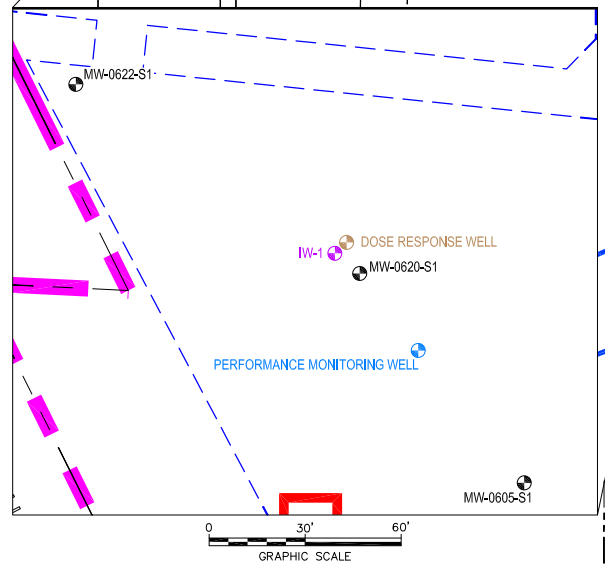 MW-0622-S1
DOSE RESPONSE WELL
IW-1
MW-0620-S1
PERFORMANCE MONITORING WELL
MW-0605-S1
0 30' 60'
GRAPHIC SCALE